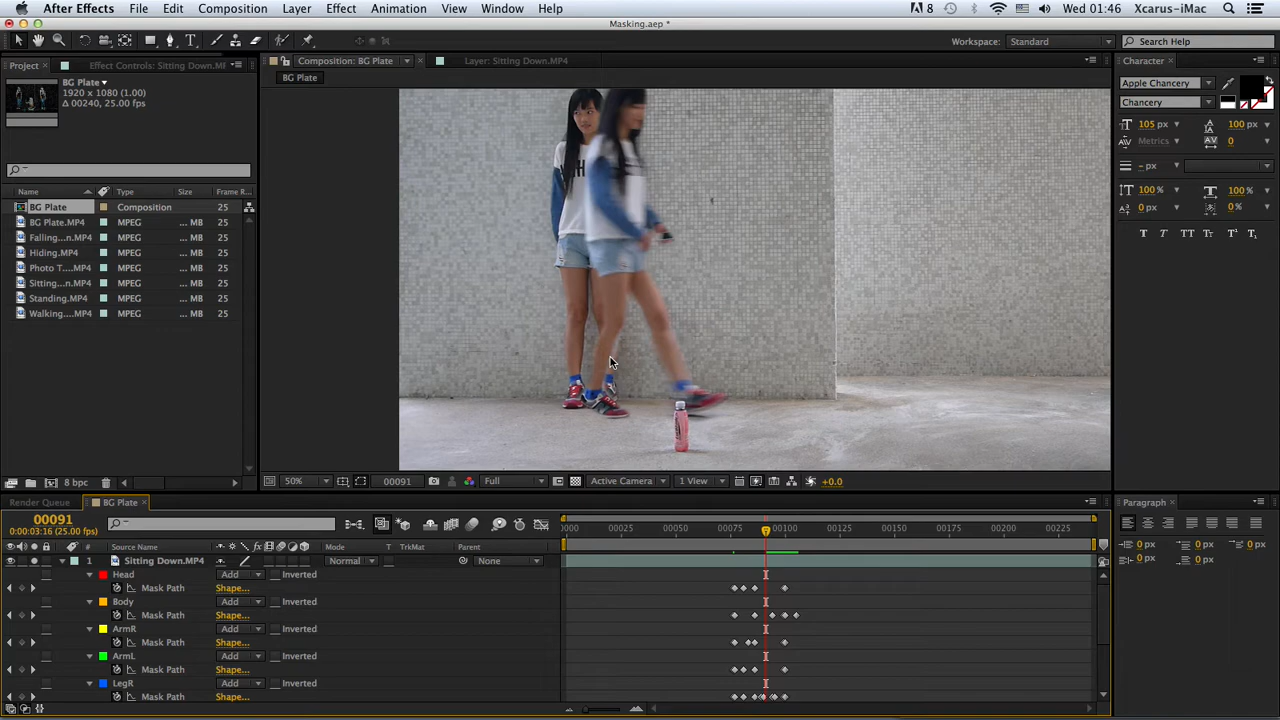 After Effects File Edit Composition Layer Effect Animation View Window Help 8 Wed 01:46 Xcarus-iMac
Masking.aep *
Workspace: Standard Search Help
Project Effect Controls: Sitting Down.M Composition: BG Plate Layer: Sitting Down.MP4 Character
BG Plate
BG Plate
1920 x 1080 (1.00)
Δ 00240, 25.00 fps
Apple Chancery
Chancery
105 px 100 px
Metrics 0
- px
100 % 100 %
0 px 0 %
T T TT Tr T¹ T₁
Name Type Size Frame R...
BG Plate Composition 25
BG Plate.MP4 MPEG ... MB 25
Falling...n.MP4 MPEG ... MB 25
Hiding.MP4 MPEG ... MB 25
Photo T....MP4 MPEG ... MB 25
Sitting...n.MP4 MPEG ... MB 25
Standing.MP4 MPEG ... MB 25
Walking....MP4 MPEG ... MB 25
8 bpc 50% 00091 Full Active Camera 1 View +0.0
Render Queue BG Plate Paragraph
00091
0:00:03:16 (25.00 fps)
0000 00025 00050 00075 00100 00125 00150 00175 00200 00225
0 px 0 px 0 px
0 px 0 px
# Source Name Mode T TrkMat Parent
1 Sitting Down.MP4 Normal None
Head Add Inverted
Mask Path Shape...
Body Add Inverted
Mask Path Shape...
ArmR Add Inverted
Mask Path Shape...
ArmL Add Inverted
Mask Path Shape...
LegR Add Inverted
Mask Path Shape...